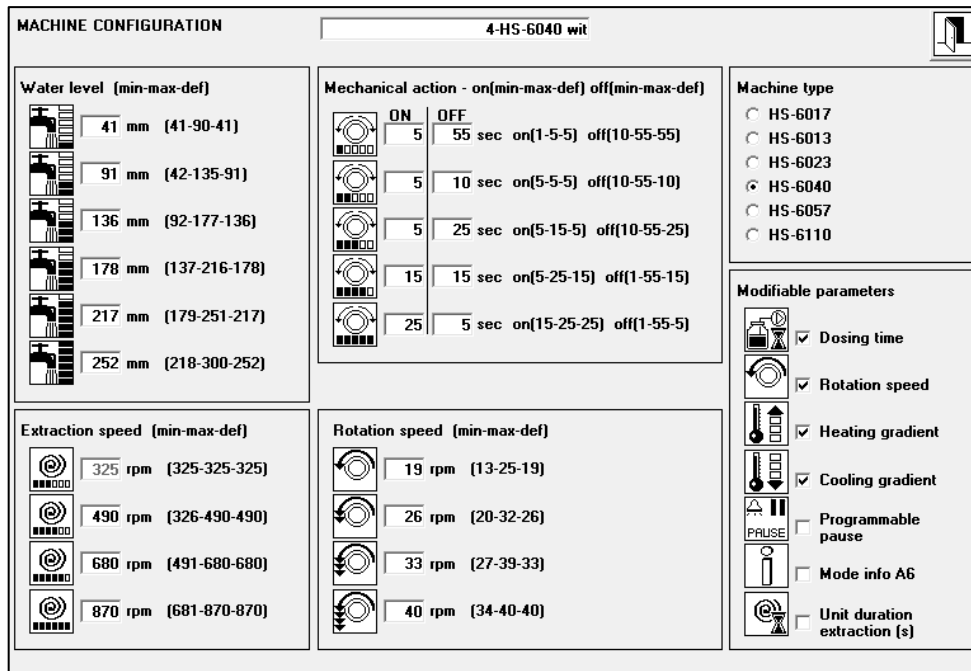 MACHINE CONFIGURATION
4-HS-6040 wit
Water level (min-max-def)
41 mm (41-90-41)
91 mm (42-135-91)
136 mm (92-177-136)
178 mm (137-216-178)
217 mm (179-251-217)
252 mm (218-300-252)
Mechanical action - on(min-max-def) off(min-max-def)
ON OFF
5 55 sec on(1-5-5) off(10-55-55)
5 10 sec on(5-5-5) off(10-55-10)
5 25 sec on(5-15-5) off(10-55-25)
15 15 sec on(5-25-15) off(1-55-15)
25 5 sec on(15-25-25) off(1-55-5)
Machine type
HS-6017
HS-6013
HS-6023
HS-6040
HS-6057
HS-6110
Extraction speed (min-max-def)
325 rpm (325-325-325)
490 rpm (326-490-490)
680 rpm (491-680-680)
870 rpm (681-870-870)
Rotation speed (min-max-def)
19 rpm (13-25-19)
26 rpm (20-32-26)
33 rpm (27-39-33)
40 rpm (34-40-40)
Modifiable parameters
Dosing time
Rotation speed
Heating gradient
Cooling gradient
PAUSE
Programmable
pause
Mode info A6
Unit duration
extraction (s)